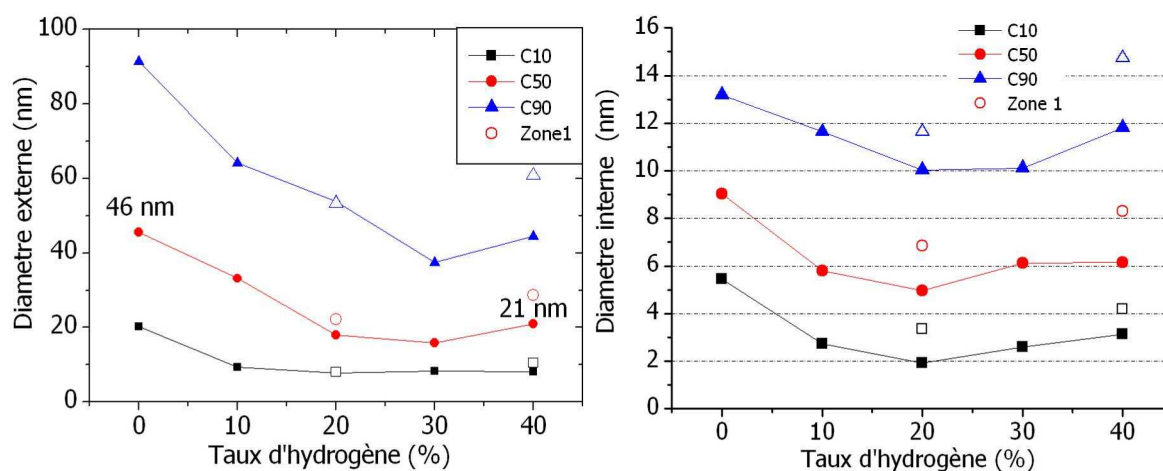 Diametre externe (nm)
100
80
60
40
20
0
46 nm
21 nm
C10
C50
C90
Zone1
0 10 20 30 40
Taux d'hydrogène (%)
Diametre interne (nm)
16
14
12
10
8
6
4
2
0
C10
C50
C90
Zone 1
0 10 20 30 40
Taux d'hydrogène (%)